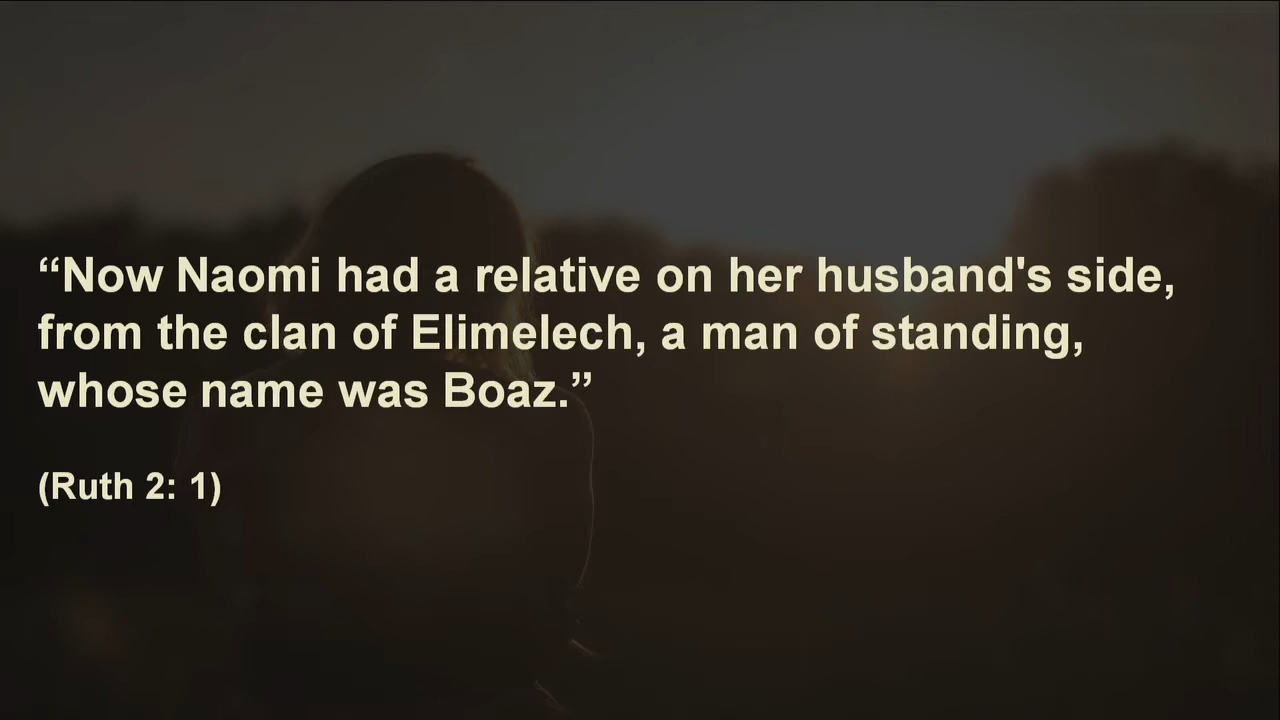 “Now Naomi had a relative on her husband's side,
from the clan of Elimelech, a man of standing,
whose name was Boaz.”
(Ruth 2: 1)